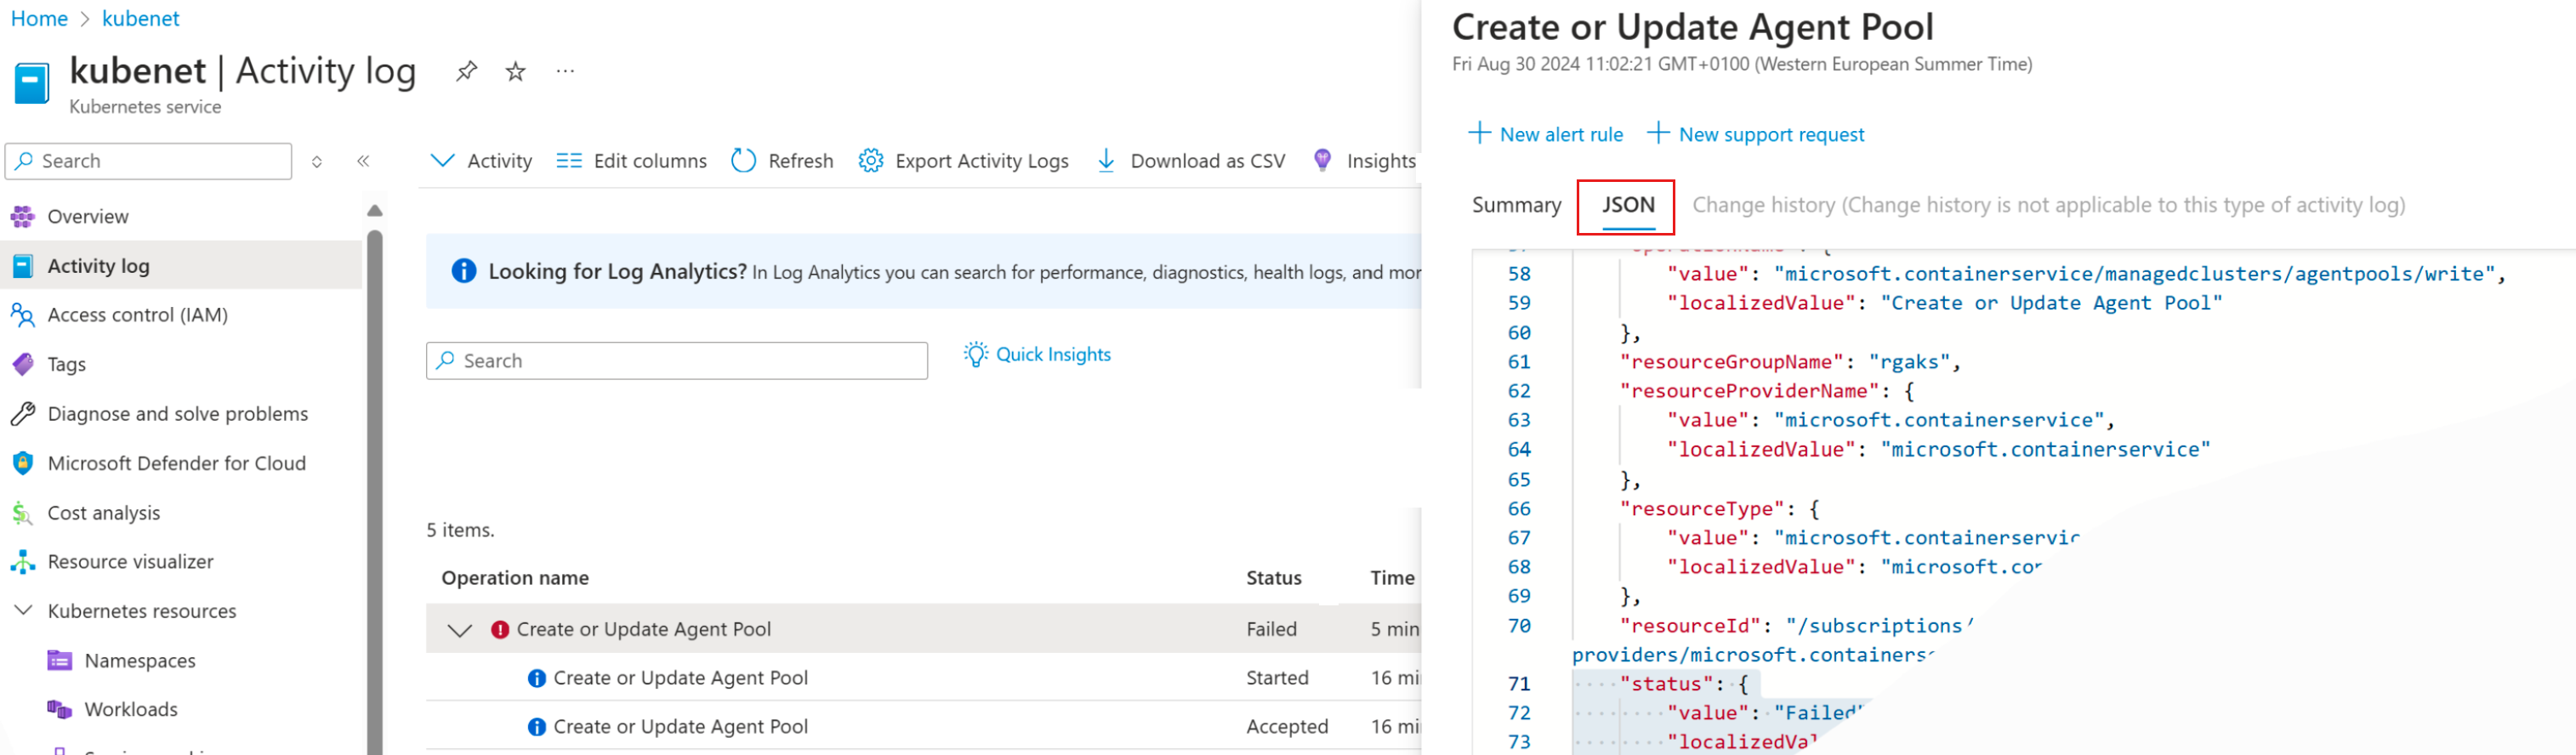 Home > kubenet
kubenet | Activity log
Kubernetes service
Search
Overview
Activity log
Access control (IAM)
Tags
Diagnose and solve problems
Microsoft Defender for Cloud
Cost analysis
Resource visualizer
Kubernetes resources
Namespaces
Workloads
Activity Edit columns Refresh Export Activity Logs Download as CSV Insights
Looking for Log Analytics? In Log Analytics you can search for performance, diagnostics, health logs, and mor
Search
Quick Insights
5 items.
Operation name Status Time
Create or Update Agent Pool Failed 5 min
Create or Update Agent Pool Started 16 mi
Create or Update Agent Pool Accepted 16 mi
Create or Update Agent Pool
Fri Aug 30 2024 11:02:21 GMT+0100 (Western European Summer Time)
New alert rule New support request
Summary JSON Change history (Change history is not applicable to this type of activity log)
58 "value": "microsoft.containerservice/managedclusters/agentpools/write",
59 "localizedValue": "Create or Update Agent Pool"
60 },
61 "resourceGroupName": "rgaks",
62 "resourceProviderName": {
63 "value": "microsoft.containerservice",
64 "localizedValue": "microsoft.containerservice"
65 },
66 "resourceType": {
67 "value": "microsoft.containerservic
68 "localizedValue": "microsoft.cor
69 },
70 "resourceId": "/subscriptions/
providers/microsoft.containers
71 "status": {
72 "value": "Failed"
73 "localizedVal